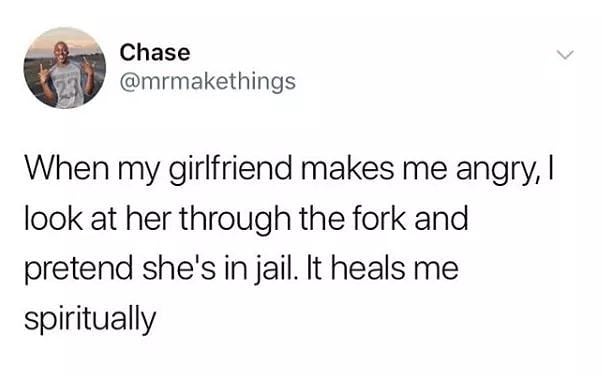 Chase
@mrmakethings
When my girlfriend makes me angry, I
look at her through the fork and
pretend she's in jail. It heals me
spiritually